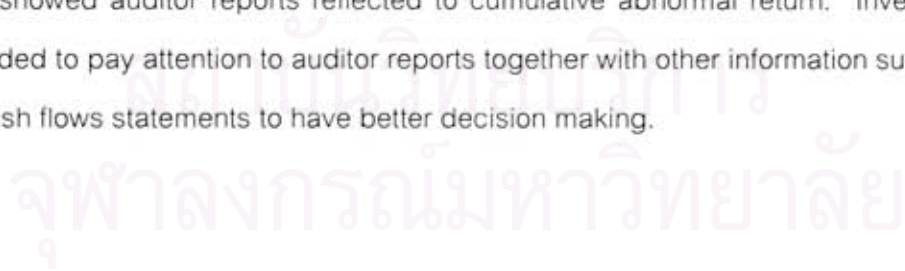 showed auditor reports reflected to cumulative abnormal return. Inve
ded to pay attention to auditor reports together with other information su
สถาบันวิทยบริการ
sh flows statements to have better decision making.
จุฬาลงกรณ์มหาวิทยาลัย